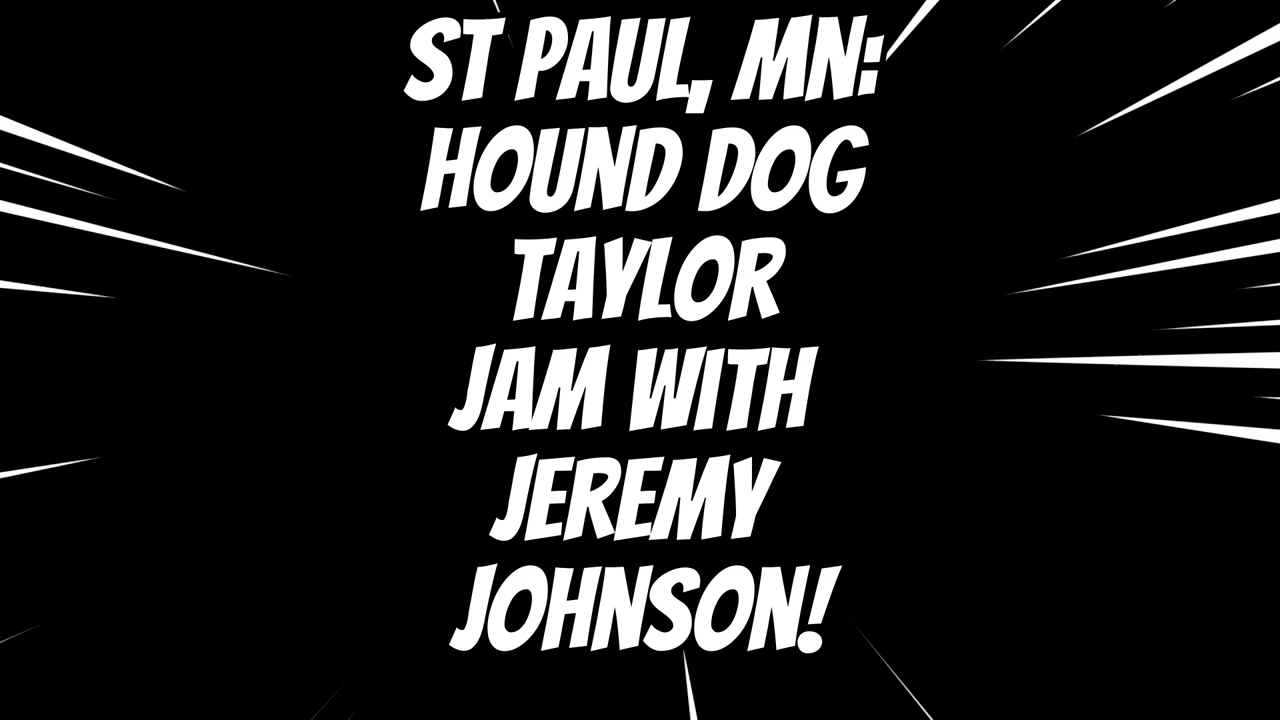 ST PAUL, MN:
HOUND DOG
TAYLOR
JAM WITH
JEREMY
JOHNSON!